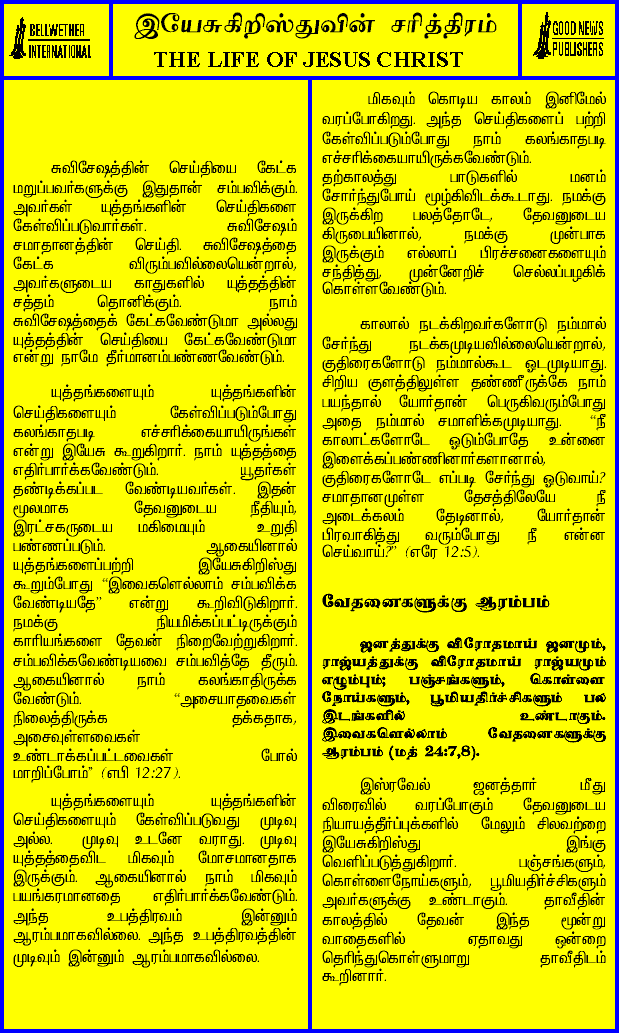 BELLWETHER
INTERNATIONAL
இயேசுகிறிஸ்துவின் சரித்திரம்
THE LIFE OF JESUS CHRIST
GOOD NEWS
PUBLISHERS
சுவிசேஷத்தின் செய்தியை கேட்க
மறுப்பவர்களுக்கு இதுதான் சம்பவிக்கும்.
அவர்கள் யுத்தங்களின் செய்திகளை
கேள்விப்படுவார்கள். சுவிசேஷம்
சமாதானத்தின் செய்தி. சுவிசேஷத்தை
கேட்க விரும்பவில்லையென்றால்,
அவர்களுடைய காதுகளில் யுத்தத்தின்
சத்தம் தொனிக்கும். நாம்
சுவிசேஷத்தைக் கேட்கவேண்டுமா அல்லது
யுத்தத்தின் செய்தியை கேட்கவேண்டுமா
என்று நாமே தீர்மானம்பண்ணவேண்டும்.
யுத்தங்களையும் யுத்தங்களின்
செய்திகளையும் கேள்விப்படும்போது
கலங்காதபடி எச்சரிக்கையாயிருங்கள்
என்று இயேசு கூறுகிறார். நாம் யுத்தத்தை
எதிர்பார்க்கவேண்டும். யூதர்கள்
தண்டிக்கப்பட வேண்டியவர்கள். இதன்
மூலமாக தேவனுடைய நீதியும்,
இரட்சகருடைய மகிமையும் உறுதி
பண்ணப்படும். ஆகையினால்
யுத்தங்களைப்பற்றி இயேசுகிறிஸ்து
கூறும்போது “இவைகளெல்லாம் சம்பவிக்க
வேண்டியதே” என்று கூறிவிடுகிறார்.
நமக்கு நியமிக்கப்பட்டிருக்கும்
காரியங்களை தேவன் நிறைவேற்றுகிறார்.
சம்பவிக்கவேண்டியவை சம்பவித்தே தீரும்.
ஆகையினால் நாம் கலங்காதிருக்க
வேண்டும். “அசையாதவைகள்
நிலைத்திருக்க தக்கதாக,
அசைவுள்ளவைகள்
உண்டாக்கப்பட்டவைகள் போல்
மாறிப்போம்” (எபி 12:27).
யுத்தங்களையும் யுத்தங்களின்
செய்திகளையும் கேள்விப்படுவது முடிவு
அல்ல. முடிவு உடனே வராது. முடிவு
யுத்தத்தைவிட மிகவும் மோசமானதாக
இருக்கும். ஆகையினால் நாம் மிகவும்
பயங்கரமானதை எதிர்பார்க்கவேண்டும்.
அந்த உபத்திரவம் இன்னும்
ஆரம்பமாகவில்லை. அந்த உபத்திரவத்தின்
முடிவும் இன்னும் ஆரம்பமாகவில்லை.
மிகவும் கொடிய காலம் இனிமேல்
வரப்போகிறது. அந்த செய்திகளைப் பற்றி
கேள்விப்படும்போது நாம் கலங்காதபடி
எச்சரிக்கையாயிருக்கவேண்டும்.
தற்காலத்து பாடுகளில் மனம்
சோர்ந்துபோய் மூழ்கிவிடக்கூடாது. நமக்கு
இருக்கிற பலத்தோடே, தேவனுடைய
கிருபையினால், நமக்கு முன்பாக
இருக்கும் எல்லாப் பிரச்சனைகளையும்
சந்தித்து, முன்னேறிச் செல்லப்பழகிக்
கொள்ளவேண்டும்.
காலால் நடக்கிறவர்களோடு நம்மால்
சேர்ந்து நடக்கமுடியவில்லையென்றால்,
குதிரைகளோடு நம்மால்கூட ஓடமுடியாது.
சிறிய குளத்திலுள்ள தண்ணீருக்கே நாம்
பயந்தால் யோர்தான் பெருகிவரும்போது
அதை நம்மால் சமாளிக்கமுடியாது. “நீ
காலாட்களோடே ஓடும்போதே உன்னை
இளைக்கப்பண்ணினார்களானால்,
குதிரைகளோடே எப்படி சேர்ந்து ஓடுவாய்?
சமாதானமுள்ள தேசத்திலேயே நீ
அடைக்கலம் தேடினால், யோர்தான்
பிரவாகித்து வரும்போது நீ என்ன
செய்வாய்?” (எரே 12:5).
வேதனைகளுக்கு ஆரம்பம்
ஜனத்துக்கு விரோதமாய் ஜனமும்,
ராஜ்யத்துக்கு விரோதமாய் ராஜ்யமும்
எழும்பும்; பஞ்சங்களும், கொள்ளை
நோய்களும், பூமியதிர்ச்சிகளும் பல
இடங்களில் உண்டாகும்.
இவைகளெல்லாம் வேதனைகளுக்கு
ஆரம்பம் (மத் 24:7,8).
இஸ்ரவேல் ஜனத்தார் மீது
விரைவில் வரப்போகும் தேவனுடைய
நியாயத்தீர்ப்புக்களில் மேலும் சிலவற்றை
இயேசுகிறிஸ்து இங்கு
வெளிப்படுத்துகிறார். பஞ்சங்களும்,
கொள்ளைநோய்களும், பூமியதிர்ச்சிகளும்
அவர்களுக்கு உண்டாகும். தாவீதின்
காலத்தில் தேவன் இந்த மூன்று
வாதைகளில் ஏதாவது ஒன்றை
தெரிந்துகொள்ளுமாறு தாவீதிடம்
கூறினார்.